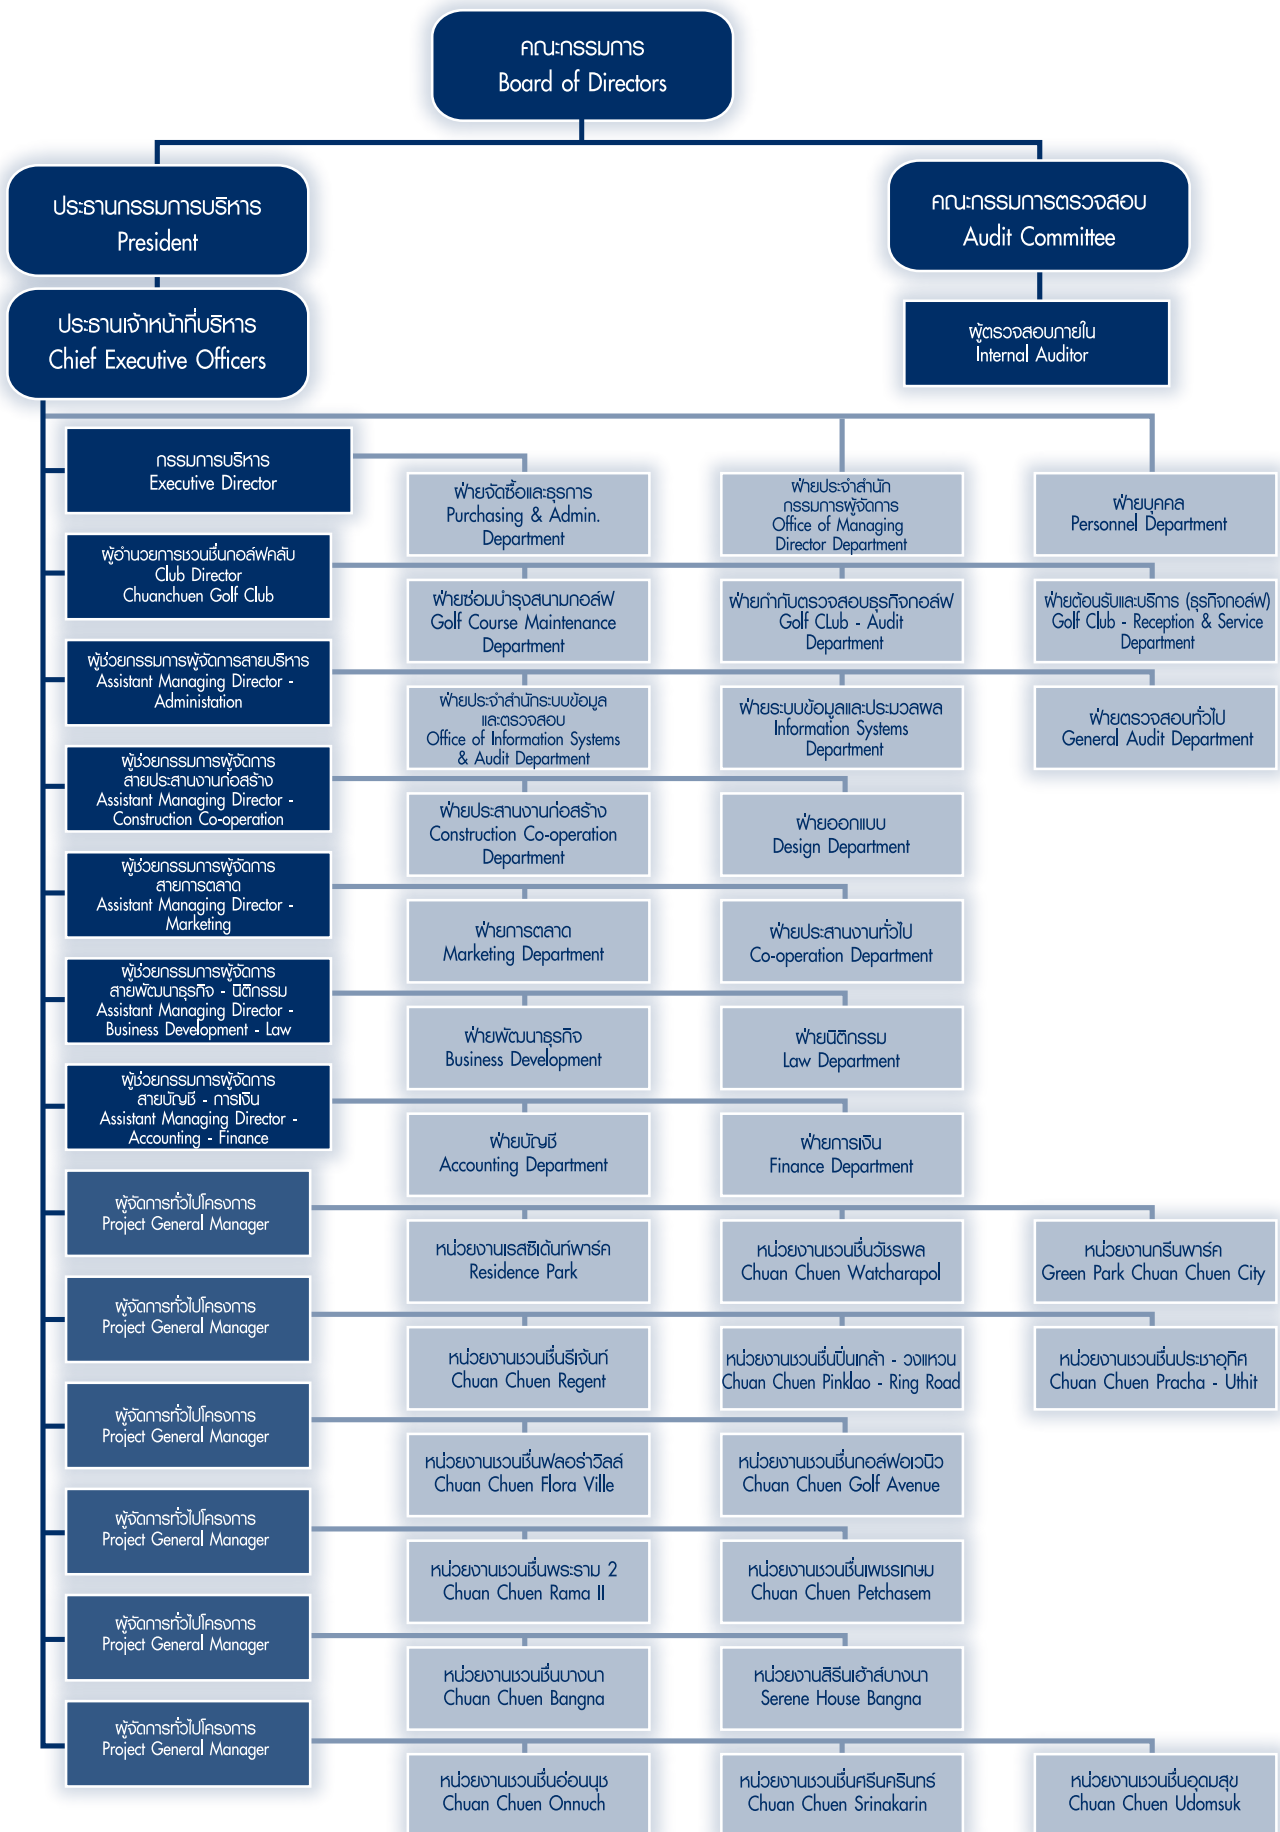 คณะกรรมการ
Board of Directors
ประธานกรรมการบริหาร
President
คณะกรรมการตรวจสอบ
Audit Committee
ประธานเจ้าหน้าที่บริหาร
Chief Executive Officers
ผู้ตรวจสอบภายใน
Internal Auditor
กรรมการบริหาร
Executive Director
ฝ่ายจัดซื้อและธุรการ
Purchasing & Admin.
Department
ฝ่ายประจำสำนัก
กรรมการผู้จัดการ
Office of Managing
Director Department
ฝ่ายบุคคล
Personnel Department
ผู้อำนวยการชวนชื่นกอล์ฟคลับ
Club Director
Chuanchuen Golf Club
ฝ่ายซ่อมบำรุงสนามกอล์ฟ
Golf Course Maintenance
Department
ฝ่ายกำกับตรวจสอบธุรกิจกอล์ฟ
Golf CLub - Audit
Department
ฝ่ายต้อนรับและบริการ (ธุรกิจกอล์ฟ)
Golf Club - Reception & Service
Department
ผู้ช่วยกรรมการผู้จัดการสายบริหาร
Assistant Managing Director -
Administation
ฝ่ายประจำสำนักระบบข้อมูล
และตรวจสอบ
Office of Information Systems
& Audit Department
ฝ่ายระบบข้อมูลและประมวลผล
Information Systems
Department
ฝ่ายตรวจสอบทั่วไป
General Audit Department
ผู้ช่วยกรรมการผู้จัดการ
สายประสานงานก่อสร้าง
Assistant Managing Director -
Construction Co-operation
ฝ่ายประสานงานก่อสร้าง
Construction Co-operation
Department
ฝ่ายออกแบบ
Design Department
ผู้ช่วยกรรมการผู้จัดการ
สายการตลาด
Assistant Managing Director -
Marketing
ฝ่ายการตลาด
Marketing Department
ฝ่ายประสานงานทั่วไป
Co-operation Department
ผู้ช่วยกรรมการผู้จัดการ
สายพัฒนาธุรกิจ - นิติกรรม
Assistant Managing Director -
Business Development - Law
ฝ่ายพัฒนาธุรกิจ
Business Development
ฝ่ายนิติกรรม
Law Department
ผู้ช่วยกรรมการผู้จัดการ
สายบัญชี - การเงิน
Assistant Managing Director -
Accounting - Finance
ฝ่ายบัญชี
Accounting Department
ฝ่ายการเงิน
Finance Department
ผู้จัดการทั่วไปโครงการ
Project General Manager
หน่วยงานเรสซิเด้นท์พาร์ค
Residence Park
หน่วยงานชวนชื่นวัชรพล
Chuan Chuen Watcharapol
หน่วยงานกรีนพาร์ค
Green Park Chuan Chuen City
ผู้จัดการทั่วไปโครงการ
Project General Manager
หน่วยงานชวนชื่นรีเจ้นท์
Chuan Chuen Regent
หน่วยงานชวนชื่นปิ่นเกล้า - วงแหวน
Chuan Chuen Pinklao - Ring Road
หน่วยงานชวนชื่นประชาอุทิศ
Chuan Chuen Pracha - Uthit
ผู้จัดการทั่วไปโครงการ
Project General Manager
หน่วยงานชวนชื่นฟลอร่าวิลล์
Chuan Chuen Flora Ville
หน่วยงานชวนชื่นกอล์ฟอเวนิว
Chuan Chuen Golf Avenue
ผู้จัดการทั่วไปโครงการ
Project General Manager
หน่วยงานชวนชื่นพระราม 2
Chuan Chuen Rama II
หน่วยงานชวนชื่นเพชรเกษม
Chuan Chuen Petchasem
ผู้จัดการทั่วไปโครงการ
Project General Manager
หน่วยงานชวนชื่นบางนา
Chuan Chuen Bangna
หน่วยงานสิรีนเฮ้าส์บางนา
Serene House Bangna
ผู้จัดการทั่วไปโครงการ
Project General Manager
หน่วยงานชวนชื่นอ่อนนุช
Chuan Chuen Onnuch
หน่วยงานชวนชื่นศรีนครินทร์
Chuan Chuen Srinakarin
หน่วยงานชวนชื่นอุดมสุข
Chuan Chuen Udomsuk